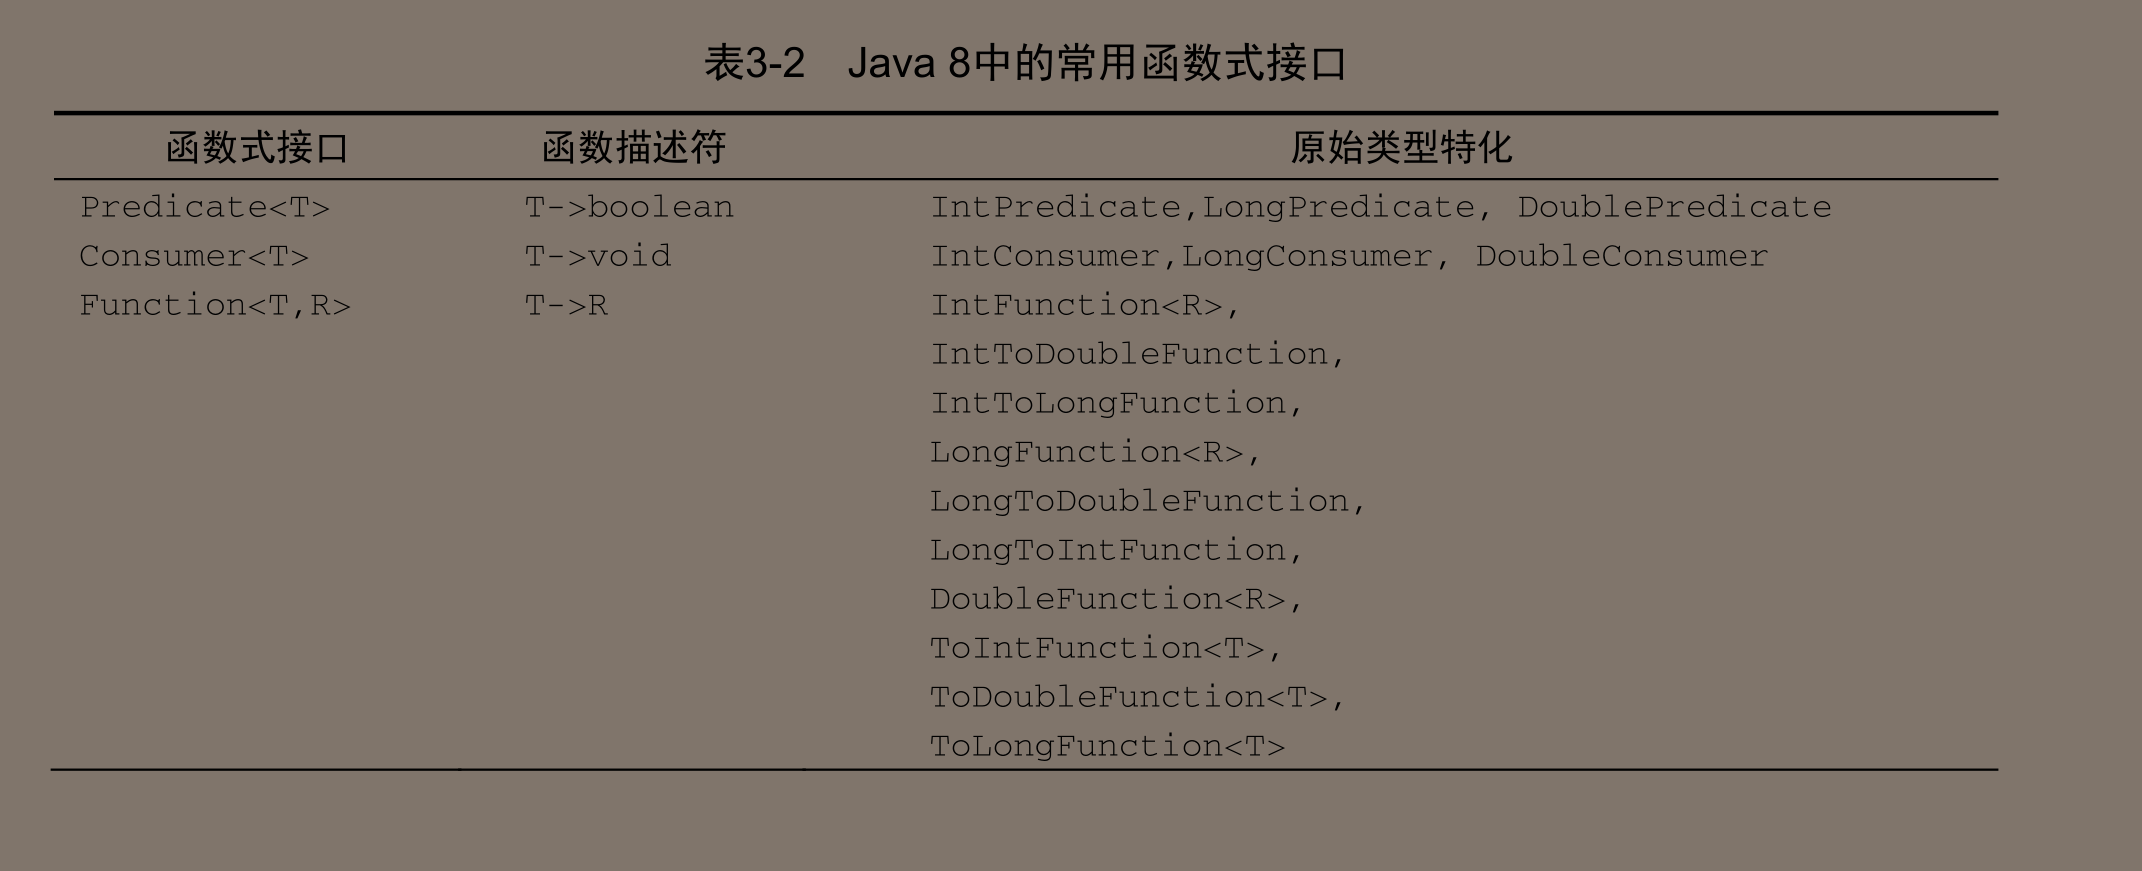 表3-2 Java 8中的常用函数式接口
函数式接口 函数描述符 原始类型特化
Predicate<T> T->boolean IntPredicate,LongPredicate, DoublePredicate
Consumer<T> T->void IntConsumer,LongConsumer, DoubleConsumer
Function<T,R> T->R IntFunction<R>,
IntToDoubleFunction,
IntToLongFunction,
LongFunction<R>,
LongToDoubleFunction,
LongToIntFunction,
DoubleFunction<R>,
ToIntFunction<T>,
ToDoubleFunction<T>,
ToLongFunction<T>